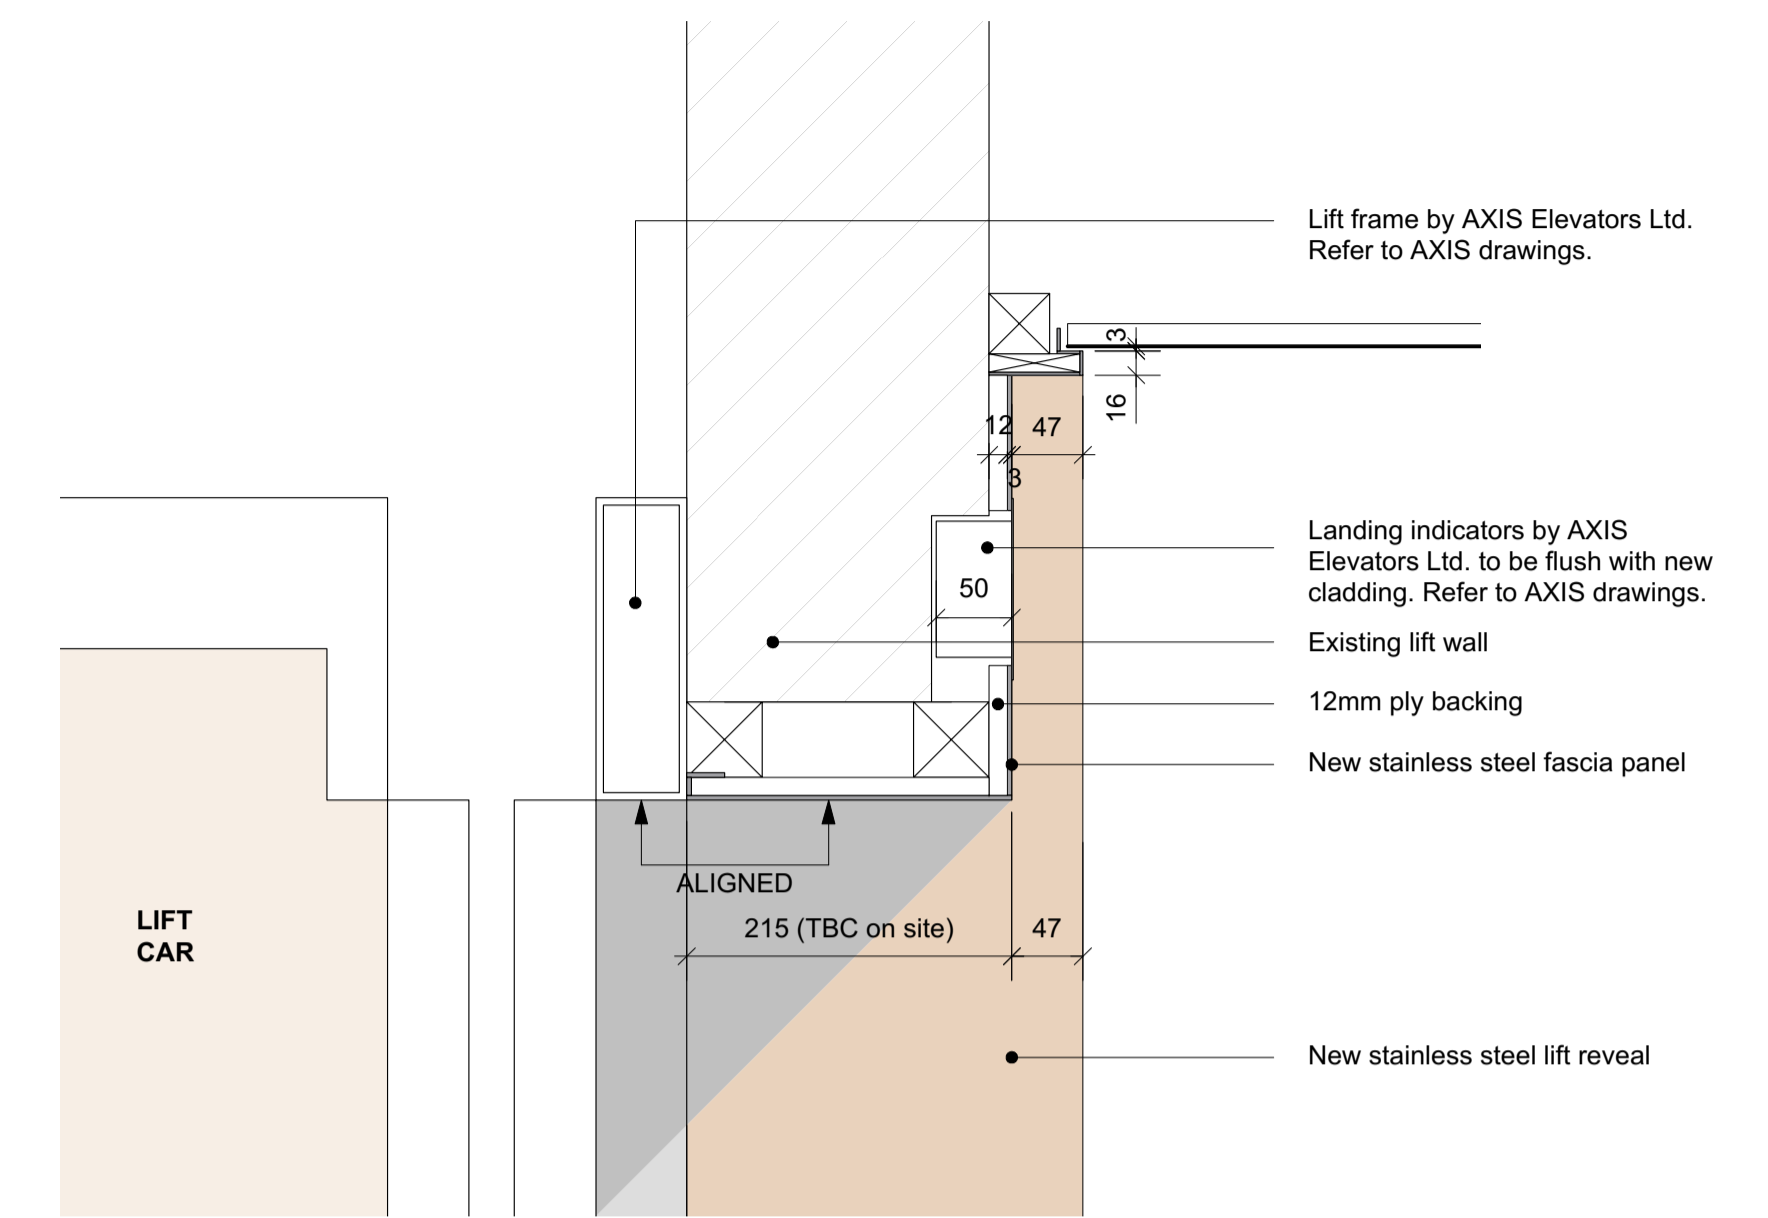 Lift frame by AXIS Elevators Ltd.
Refer to AXIS drawings.
3
16
12
47
3
Landing indicators by AXIS
Elevators Ltd. to be flush with new
cladding. Refer to AXIS drawings.
50
Existing lift wall
12mm ply backing
New stainless steel fascia panel
ALIGNED
LIFT
CAR
215 (TBC on site)
47
New stainless steel lift reveal